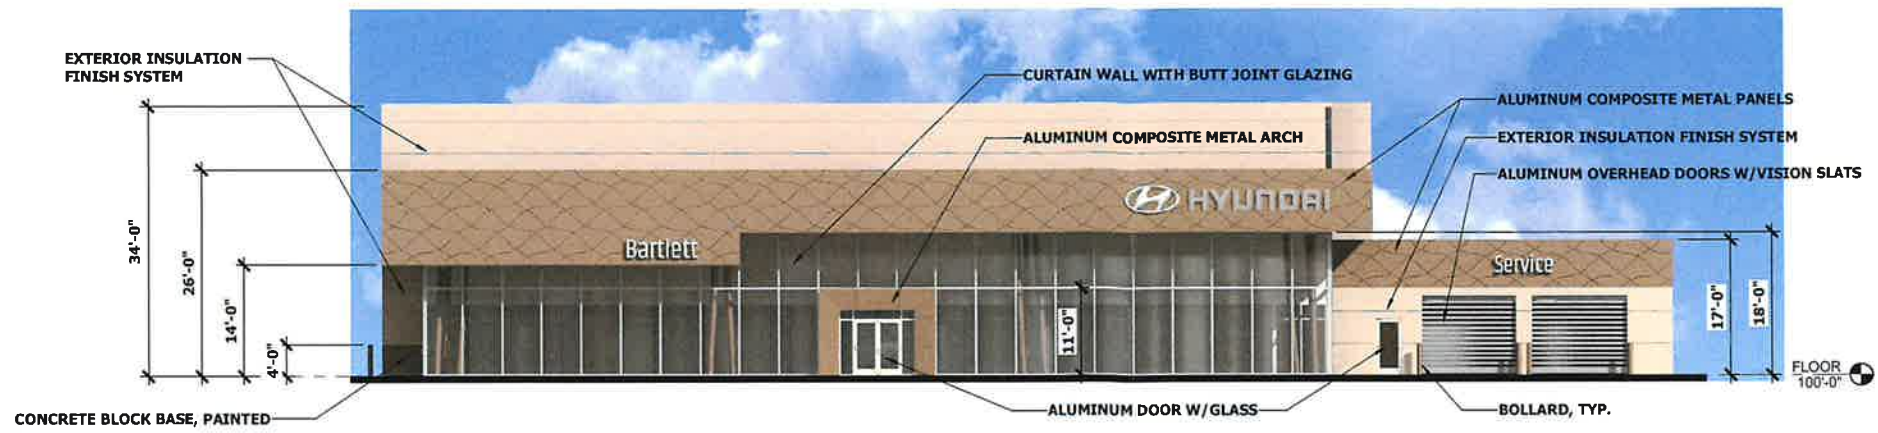 EXTERIOR INSULATION
FINISH SYSTEM
CURTAIN WALL WITH BUTT JOINT GLAZING
ALUMINUM COMPOSITE METAL PANELS
ALUMINUM COMPOSITE METAL ARCH
EXTERIOR INSULATION FINISH SYSTEM
ALUMINUM OVERHEAD DOORS W/VISION SLATS
HYUNDAI
Bartlett
Service
34'-0"
26'-0"
14'-0"
4'-0"
11'-0"
17'-0"
18'-0"
FLOOR
100'-0"
CONCRETE BLOCK BASE, PAINTED
ALUMINUM DOOR W/GLASS
BOLLARD, TYP.